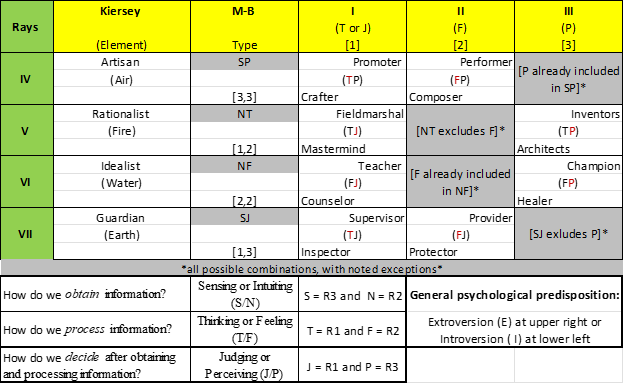 Rays Kiersey M-B I II III
(T or J) (F) (P)
(Element) Type [1] [2] [3]
IV Artisan SP Promoter Performer [P already included
(Air) (TP) (FP) in SP]*
[3,3] Crafter Composer
V Rationalist NT Fieldmarshal [NT excludes F]* Inventors
(Fire) (TJ) (TP)
[1,2] Mastermind Architects
VI Idealist NF Teacher [F already included Champion
(Water) (FJ) in NF]* (FP)
[2,2] Counselor Healer
VII Guardian SJ Supervisor Provider [SJ exludes P]*
(Earth) (TJ) (FJ)
[1,3] Inspector Protector
*all possible combinations, with noted exceptions*
How do we obtain information? Sensing or Intuiting (S/N) S = R3 and N = R2 General psychological predisposition:
How do we process information? Thinking or Feeling (T/F) T = R1 and F = R2 Extroversion (E) at upper right or
Introversion ( I ) at lower left
How do we decide after obtaining Judging or J = R1 and P = R3
and processing information? Perceiving (J/P)